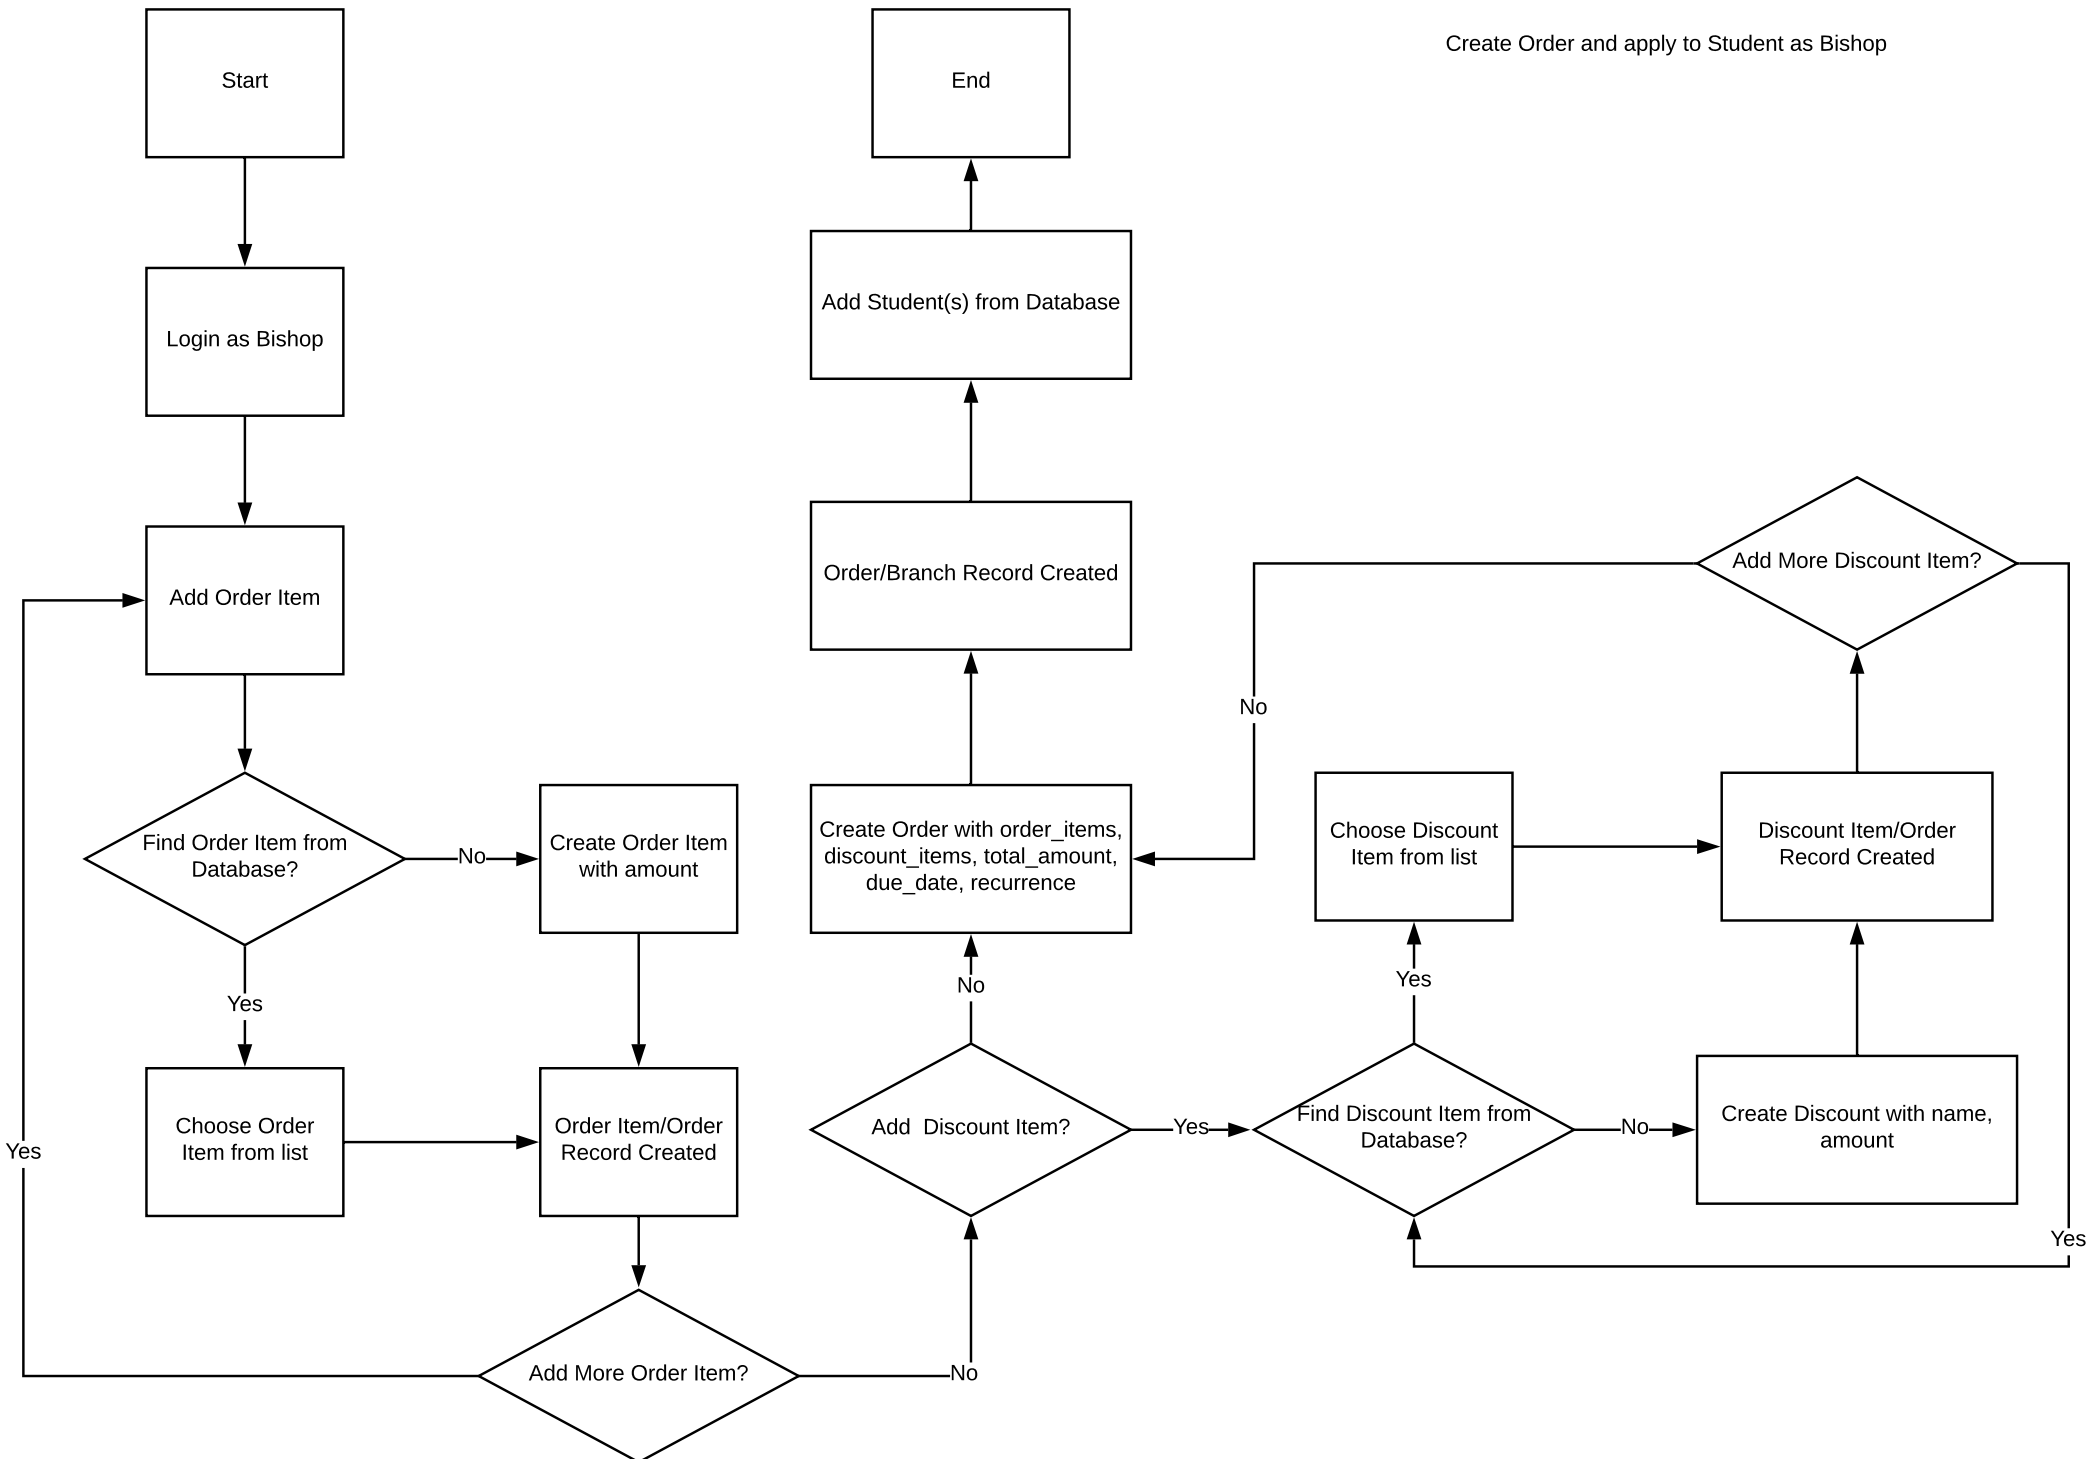 Start
End
Create Order and apply to Student as Bishop
Login as Bishop
Add Student(s) from Database
Add Order Item
Order/Branch Record Created
Add More Discount Item?
No
Find Order Item from
Database?
No
Create Order Item
with amount
Create Order with order_items,
discount_items, total_amount,
due_date, recurrence
Choose Discount
Item from list
Discount Item/Order
Record Created
Yes
No
Yes
Yes
Choose Order
Item from list
Order Item/Order
Record Created
Add  Discount Item?
Yes
Find Discount Item from
Database?
No
Create Discount with name,
amount
Yes
Add More Order Item?
No